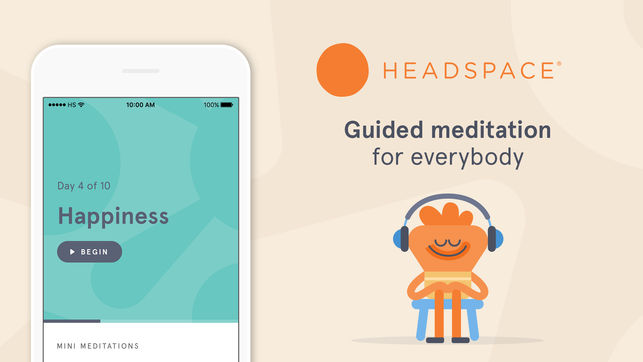 ●●●●● HS 10:00 AM 100%
Day 4 of 10
Happiness
BEGIN
MINI MEDITATIONS
HEADSPACE®
Guided meditation
for everybody